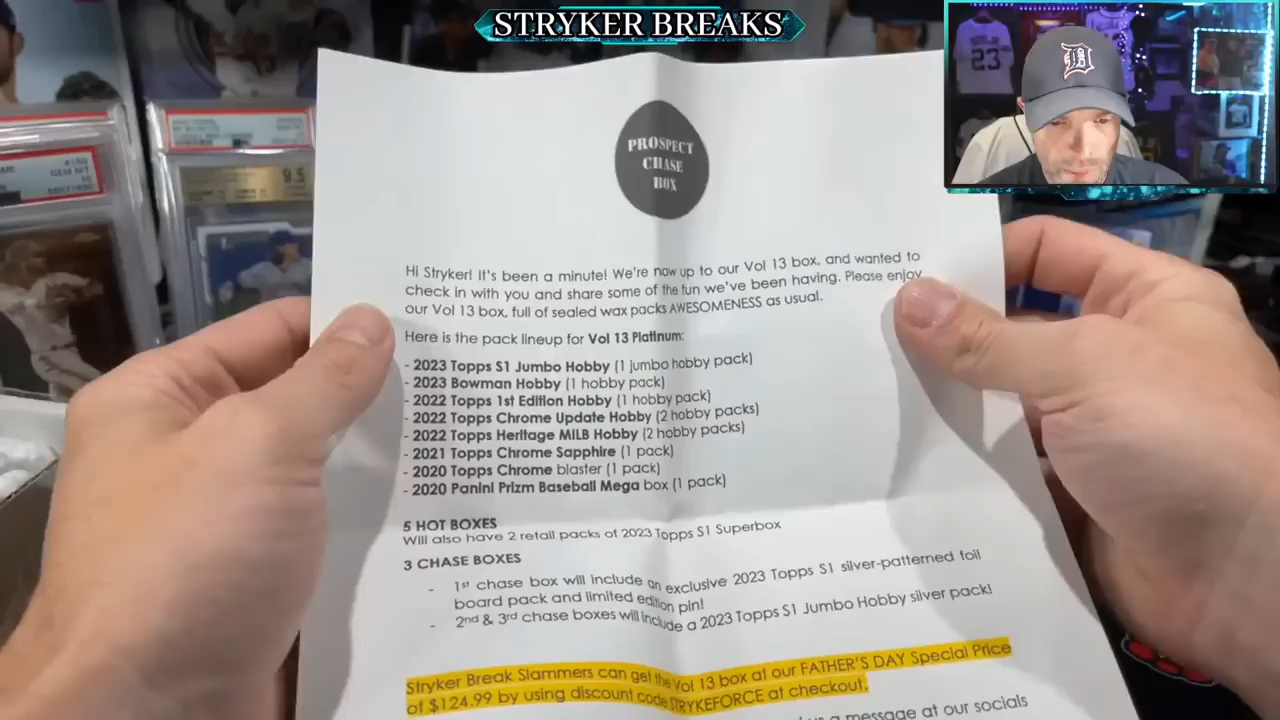 STRYKER BREAKS
23
D
GEM MT
10
9.5
PROSPECT
CHASE
BOX
Hi Stryker! It's been a minute! We're now up to our Vol 13 box, and wanted to
check in with you and share some of the fun we've been having. Please enjoy
our Vol 13 box, full of sealed wax packs AWESOMENESS as usual.
Here is the pack lineup for Vol 13 Platinum:
- 2023 Topps S1 Jumbo Hobby (1 jumbo hobby pack)
- 2023 Bowman Hobby (1 hobby pack)
- 2022 Topps 1st Edition Hobby (1 hobby pack)
- 2022 Topps Chrome Update Hobby (2 hobby packs)
- 2022 Topps Heritage MILB Hobby (2 hobby packs)
- 2021 Topps Chrome Sapphire (1 pack)
- 2020 Topps Chrome blaster (1 pack)
- 2020 Panini Prizm Baseball Mega box (1 pack)
5 HOT BOXES
Will also have 2 retail packs of 2023 Topps S1 Superbox
3 CHASE BOXES
- 1st chase box will include an exclusive 2023 Topps S1 silver-patterned foil
board pack and limited edition pin!
- 2nd & 3rd chase boxes will include a 2023 Topps S1 Jumbo Hobby silver pack!
Stryker Break Slammers can get the Vol 13 box at our FATHER'S DAY Special Price
of $124.99 by using discount code STRYKEFORCE at checkout.
a message at our socials